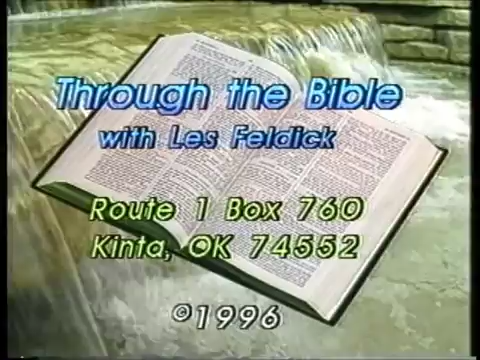 Through the Bible
with Les Feldick
Route 1 Box 760
Kinta, OK 74552
©1996